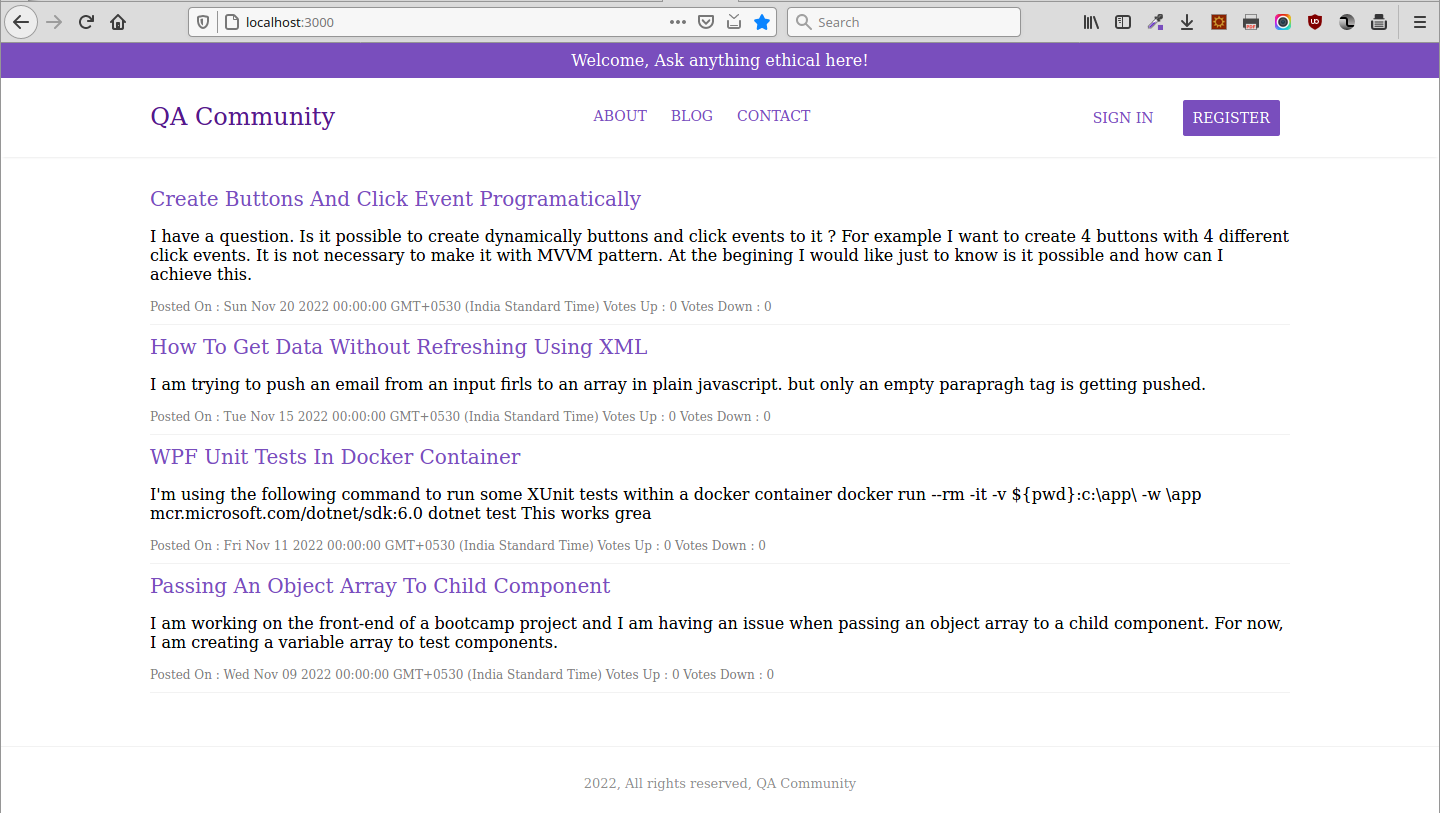 localhost:3000
Search
Welcome, Ask anything ethical here!
QA Community
ABOUT BLOG CONTACT
SIGN IN REGISTER
Create Buttons And Click Event Programatically
I have a question. Is it possible to create dynamically buttons and click events to it ? For example I want to create 4 buttons with 4 different
click events. It is not necessary to make it with MVVM pattern. At the begining I would like just to know is it possible and how can I
achieve this.
Posted On : Sun Nov 20 2022 00:00:00 GMT+0530 (India Standard Time) Votes Up : 0 Votes Down : 0
How To Get Data Without Refreshing Using XML
I am trying to push an email from an input firls to an array in plain javascript. but only an empty parapragh tag is getting pushed.
Posted On : Tue Nov 15 2022 00:00:00 GMT+0530 (India Standard Time) Votes Up : 0 Votes Down : 0
WPF Unit Tests In Docker Container
I'm using the following command to run some XUnit tests within a docker container docker run --rm -it -v ${pwd}:c:\app\ -w \app
mcr.microsoft.com/dotnet/sdk:6.0 dotnet test This works grea
Posted On : Fri Nov 11 2022 00:00:00 GMT+0530 (India Standard Time) Votes Up : 0 Votes Down : 0
Passing An Object Array To Child Component
I am working on the front-end of a bootcamp project and I am having an issue when passing an object array to a child component. For now,
I am creating a variable array to test components.
Posted On : Wed Nov 09 2022 00:00:00 GMT+0530 (India Standard Time) Votes Up : 0 Votes Down : 0
2022, All rights reserved, QA Community